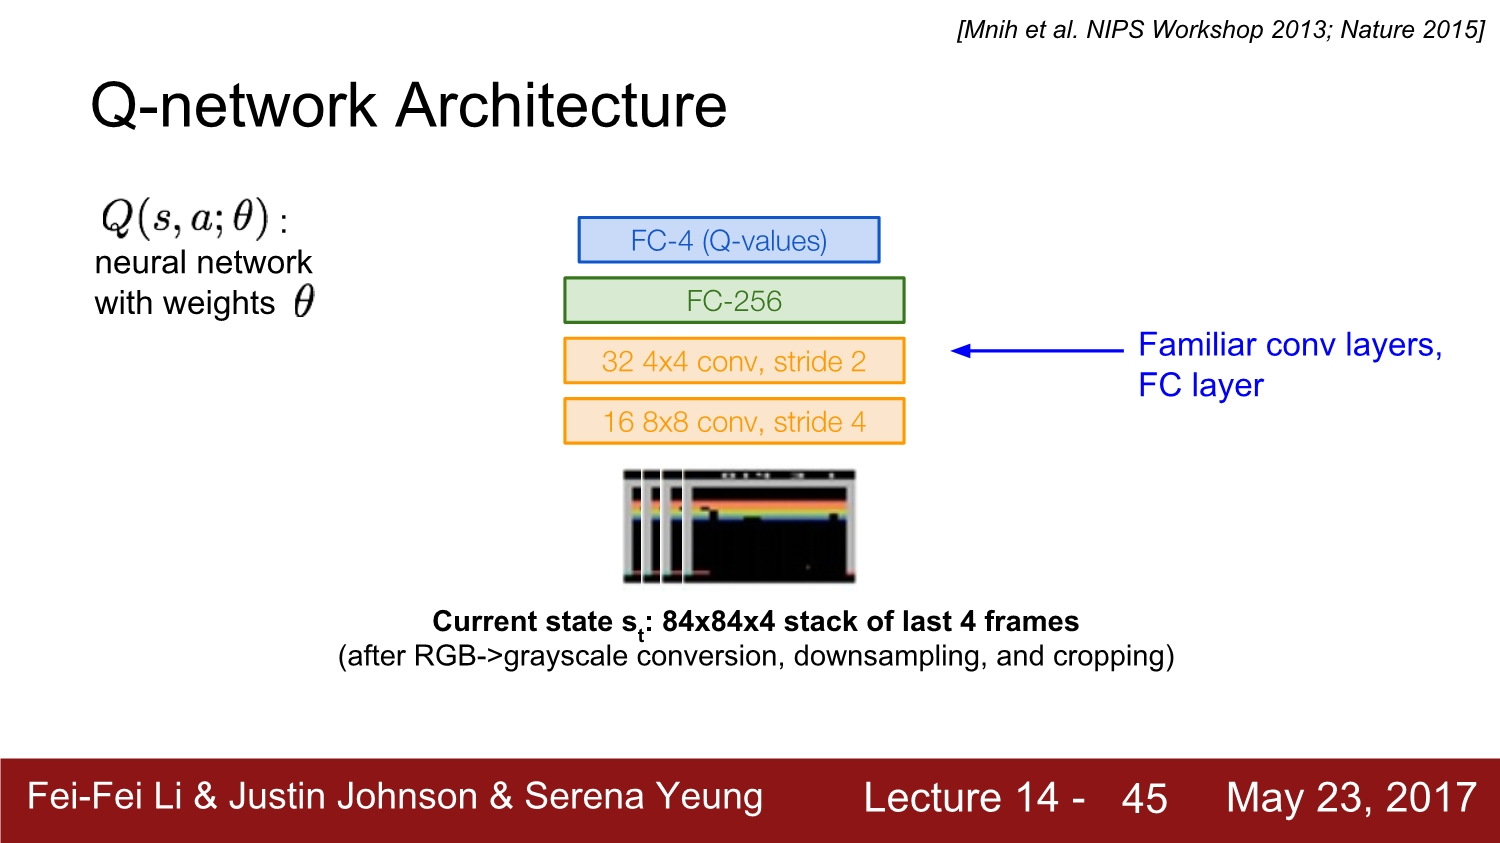 [Mnih et al. NIPS Workshop 2013; Nature 2015]
Q-network Architecture
Q(s, a; θ) :
neural network
with weights θ
FC-4 (Q-values)
FC-256
32 4x4 conv, stride 2
16 8x8 conv, stride 4
Familiar conv layers,
FC layer
Current state s_t: 84x84x4 stack of last 4 frames
(after RGB->grayscale conversion, downsampling, and cropping)
Fei-Fei Li & Justin Johnson & Serena Yeung
Lecture 14 - 45
May 23, 2017